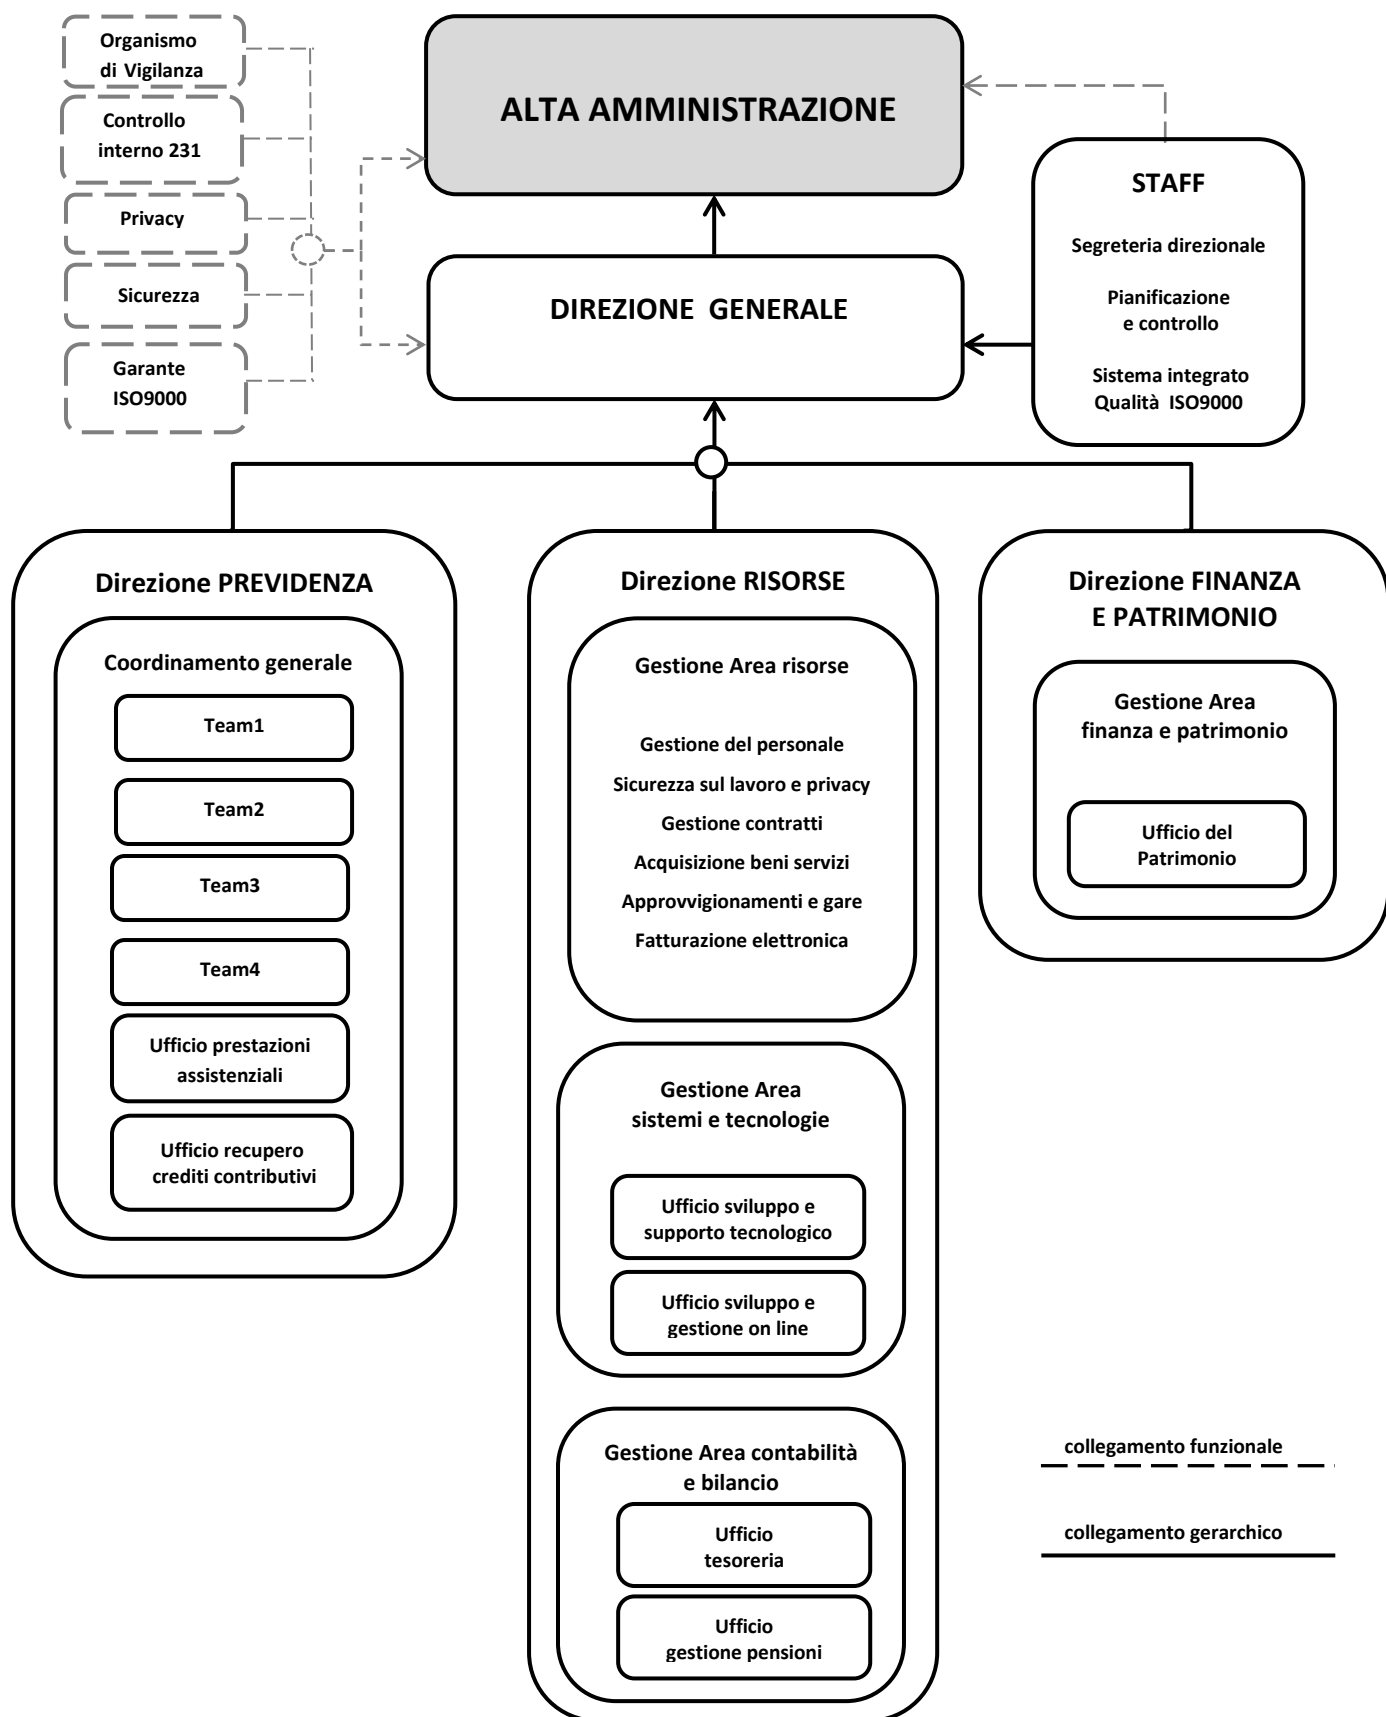 Organismo
di Vigilanza
Controllo
interno 231
Privacy
Sicurezza
Garante
ISO9000
ALTA AMMINISTRAZIONE
DIREZIONE GENERALE
STAFF
Segreteria direzionale
Pianificazione
e controllo
Sistema integrato
Qualità ISO9000
Direzione PREVIDENZA
Coordinamento generale
Team1
Team2
Team3
Team4
Ufficio prestazioni
assistenziali
Ufficio recupero
crediti contributivi
Direzione RISORSE
Gestione Area risorse
Gestione del personale
Sicurezza sul lavoro e privacy
Gestione contratti
Acquisizione beni servizi
Approvvigionamenti e gare
Fatturazione elettronica
Gestione Area
sistemi e tecnologie
Ufficio sviluppo e
supporto tecnologico
Ufficio sviluppo e
gestione on line
Gestione Area contabilità
e bilancio
Ufficio
tesoreria
Ufficio
gestione pensioni
Direzione FINANZA
E PATRIMONIO
Gestione Area
finanza e patrimonio
Ufficio del
Patrimonio
collegamento funzionale
collegamento gerarchico